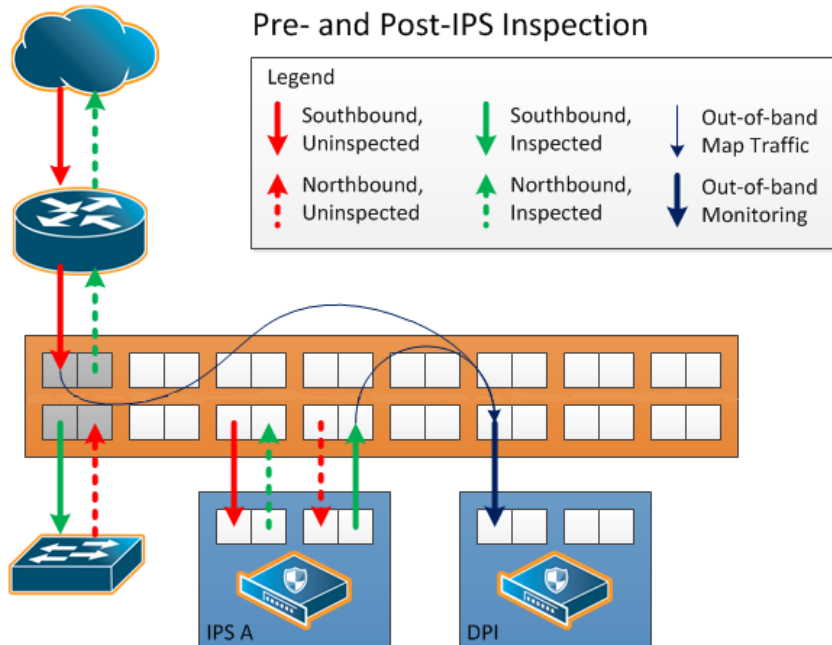 Pre- and Post-IPS Inspection
Legend
Southbound,
Uninspected
Southbound,
Inspected
Out-of-band
Map Traffic
Northbound,
Uninspected
Northbound,
Inspected
Out-of-band
Monitoring
IPS A
DPI